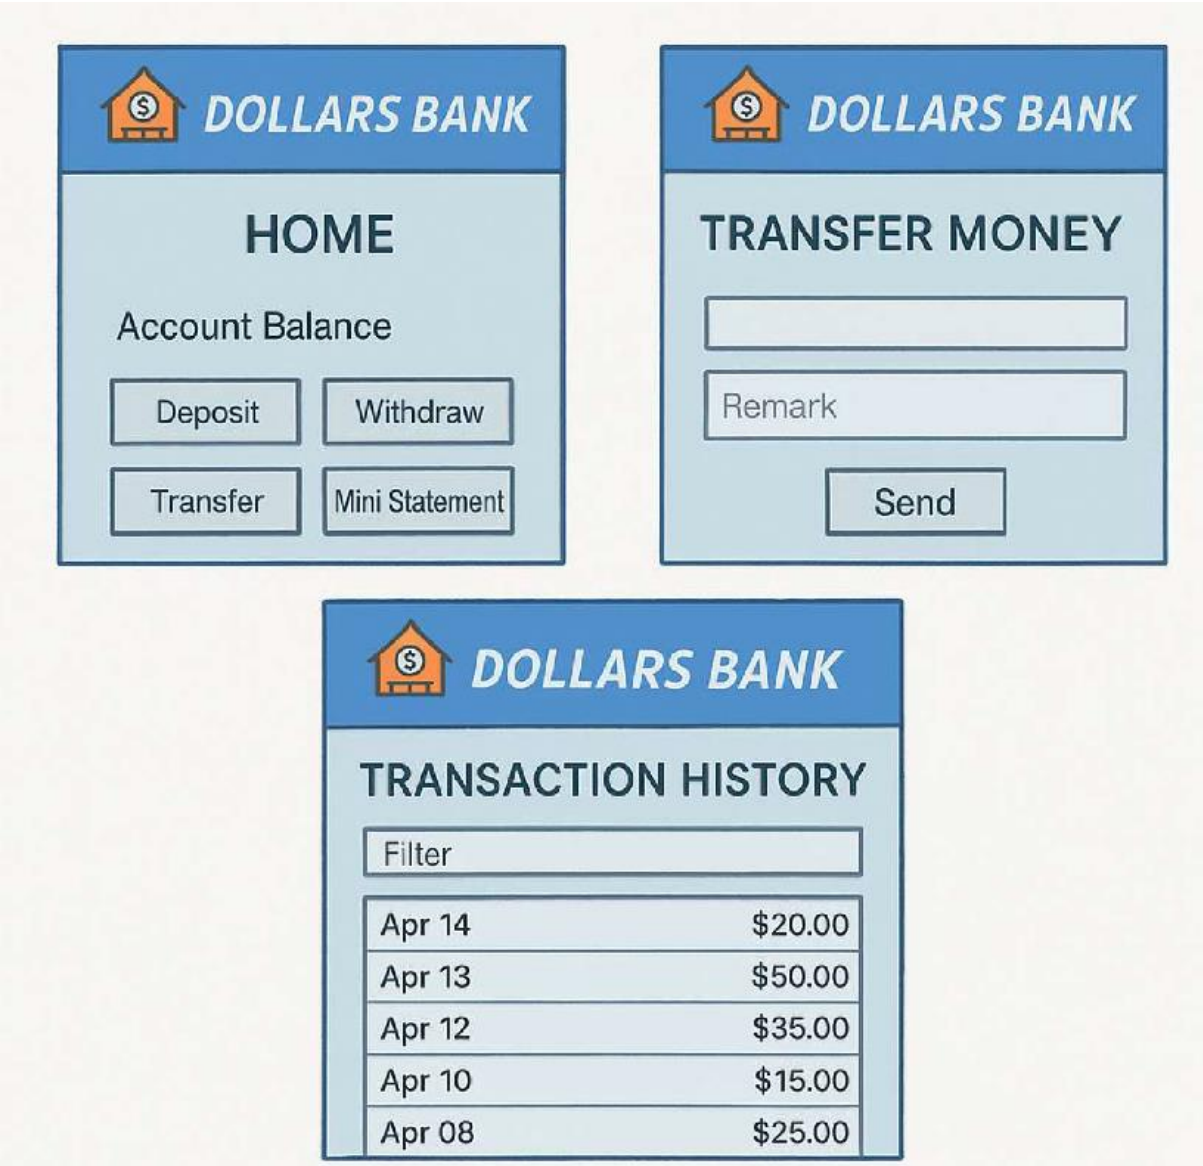 DOLLARS BANK
HOME
Account Balance
Deposit
Withdraw
Transfer
Mini Statement
DOLLARS BANK
TRANSFER MONEY
Remark
Send
DOLLARS BANK
TRANSACTION HISTORY
Filter
Apr 14 $20.00
Apr 13 $50.00
Apr 12 $35.00
Apr 10 $15.00
Apr 08 $25.00